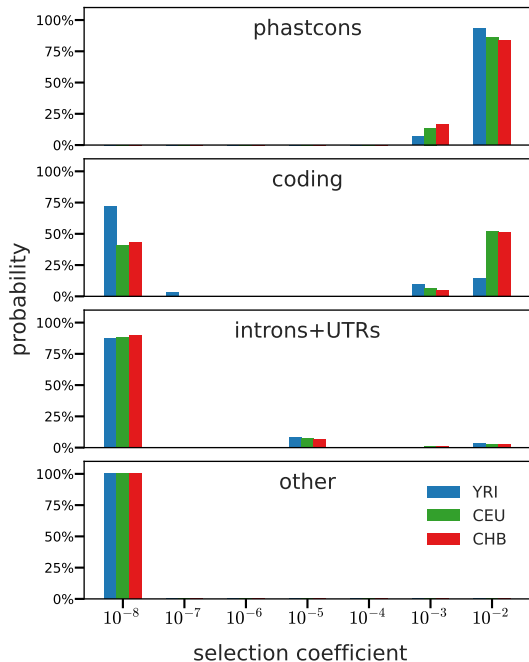 phastcons
100%
75%
50%
25%
0%
coding
100%
75%
50%
25%
0%
introns+UTRs
100%
75%
50%
25%
0%
other
100%
75%
50%
25%
0%
YRI
CEU
CHB
10⁻⁸ 10⁻⁷ 10⁻⁶ 10⁻⁵ 10⁻⁴ 10⁻³ 10⁻²
selection coefficient
probability